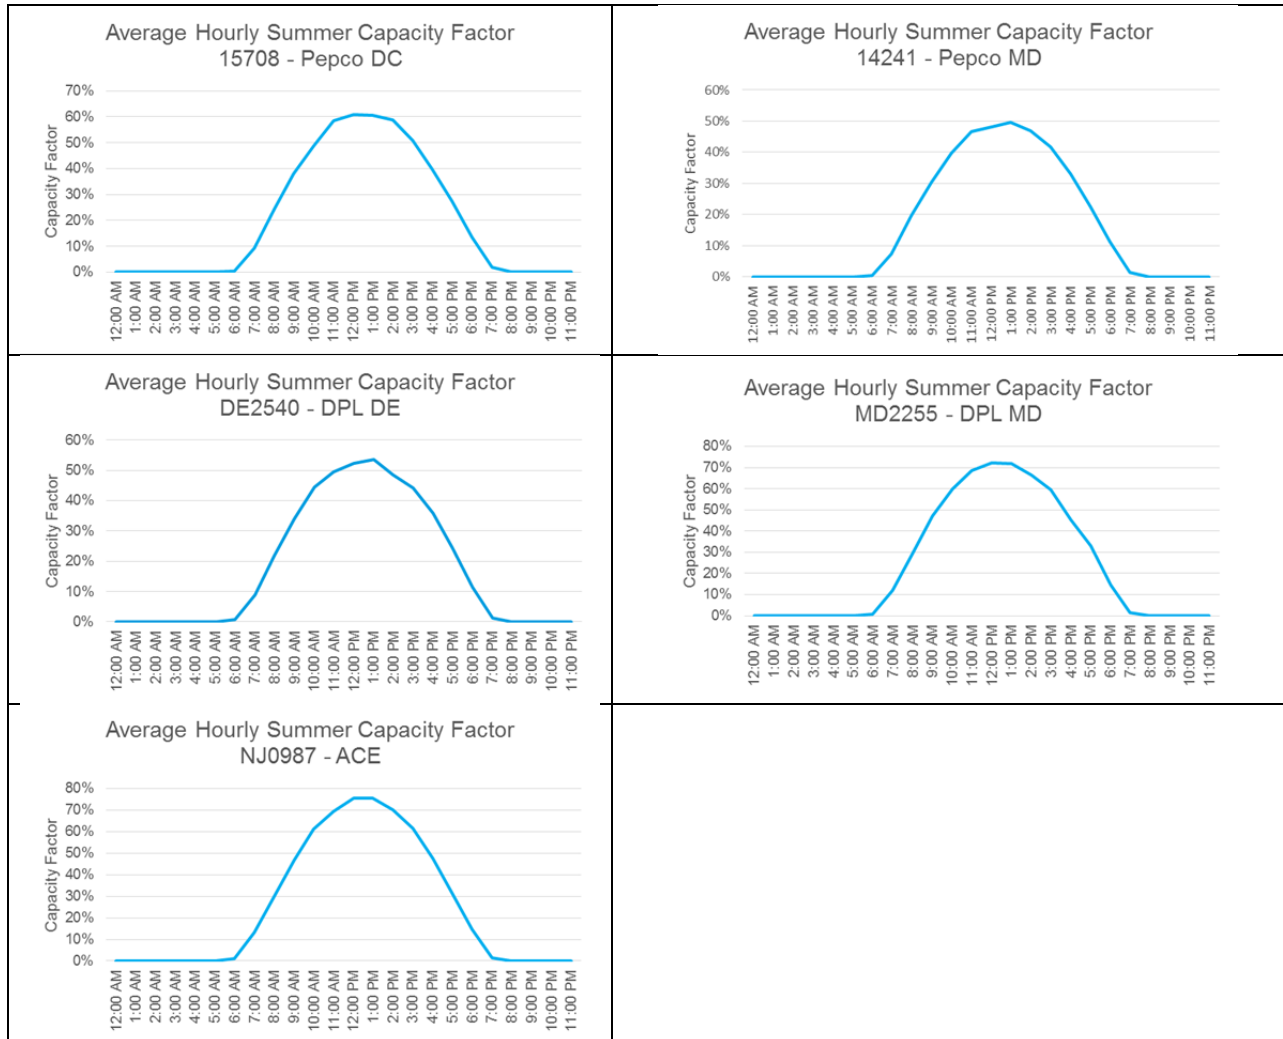 Average Hourly Summer Capacity Factor
15708 - Pepco DC
Capacity Factor
70%
60%
50%
40%
30%
20%
10%
0%
12:00 AM
1:00 AM
2:00 AM
3:00 AM
4:00 AM
5:00 AM
6:00 AM
7:00 AM
8:00 AM
9:00 AM
10:00 AM
11:00 AM
12:00 PM
1:00 PM
2:00 PM
3:00 PM
4:00 PM
5:00 PM
6:00 PM
7:00 PM
8:00 PM
9:00 PM
10:00 PM
11:00 PM
Average Hourly Summer Capacity Factor
14241 - Pepco MD
Capacity Factor
60%
50%
40%
30%
20%
10%
0%
12:00 AM
1:00 AM
2:00 AM
3:00 AM
4:00 AM
5:00 AM
6:00 AM
7:00 AM
8:00 AM
9:00 AM
10:00 AM
11:00 AM
12:00 PM
1:00 PM
2:00 PM
3:00 PM
4:00 PM
5:00 PM
6:00 PM
7:00 PM
8:00 PM
9:00 PM
10:00 PM
11:00 PM
Average Hourly Summer Capacity Factor
DE2540 - DPL DE
Capacity Factor
60%
50%
40%
30%
20%
10%
0%
12:00 AM
1:00 AM
2:00 AM
3:00 AM
4:00 AM
5:00 AM
6:00 AM
7:00 AM
8:00 AM
9:00 AM
10:00 AM
11:00 AM
12:00 PM
1:00 PM
2:00 PM
3:00 PM
4:00 PM
5:00 PM
6:00 PM
7:00 PM
8:00 PM
9:00 PM
10:00 PM
11:00 PM
Average Hourly Summer Capacity Factor
MD2255 - DPL MD
Capacity Factor
80%
70%
60%
50%
40%
30%
20%
10%
0%
12:00 AM
1:00 AM
2:00 AM
3:00 AM
4:00 AM
5:00 AM
6:00 AM
7:00 AM
8:00 AM
9:00 AM
10:00 AM
11:00 AM
12:00 PM
1:00 PM
2:00 PM
3:00 PM
4:00 PM
5:00 PM
6:00 PM
7:00 PM
8:00 PM
9:00 PM
10:00 PM
11:00 PM
Average Hourly Summer Capacity Factor
NJ0987 - ACE
Capacity Factor
80%
70%
60%
50%
40%
30%
20%
10%
0%
12:00 AM
1:00 AM
2:00 AM
3:00 AM
4:00 AM
5:00 AM
6:00 AM
7:00 AM
8:00 AM
9:00 AM
10:00 AM
11:00 AM
12:00 PM
1:00 PM
2:00 PM
3:00 PM
4:00 PM
5:00 PM
6:00 PM
7:00 PM
8:00 PM
9:00 PM
10:00 PM
11:00 PM